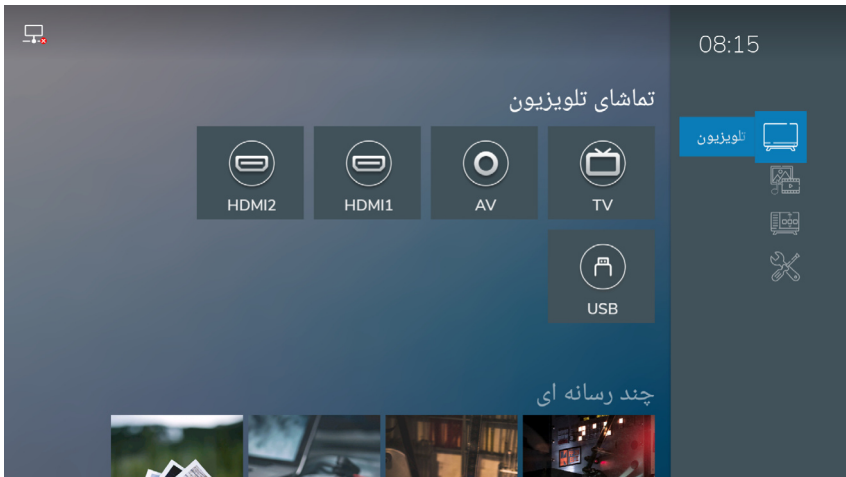 08:15
تماشای تلویزیون
تلویزیون
TV
AV
HDMI1
HDMI2
USB
چند رسانه ای